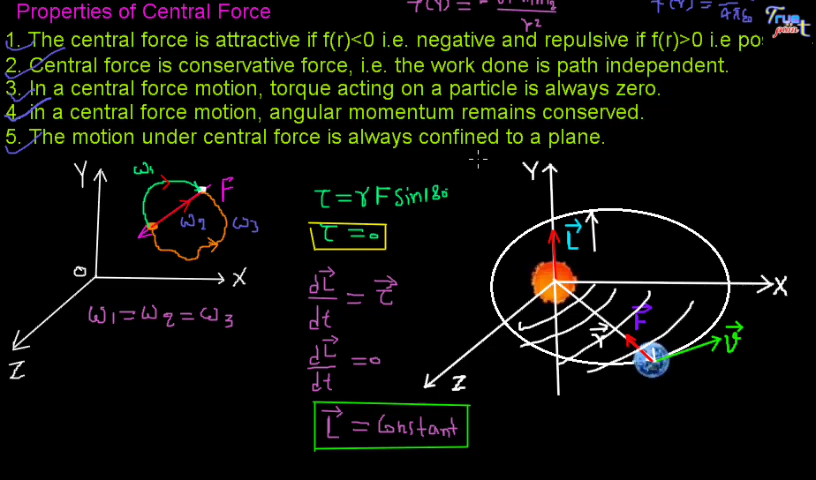 Properties of Central Force
1. The central force is attractive if f(r)<0 i.e. negative and repulsive if f(r)>0 i.e pos
2. Central force is conservative force, i.e. the work done is path independent.
3. In a central force motion, torque acting on a particle is always zero.
4. in a central force motion, angular momentum remains conserved.
5. The motion under central force is always confined to a plane.
Y
ω1
F
ω2
ω3
O
X
Z
ω1 = ω2 = ω3
τ = r F sin180
τ = 0
dL⃗/dt = τ⃗
dL⃗/dt = 0
L⃗ = Constant
Y
L⃗
X
F⃗
r⃗
v⃗
Z